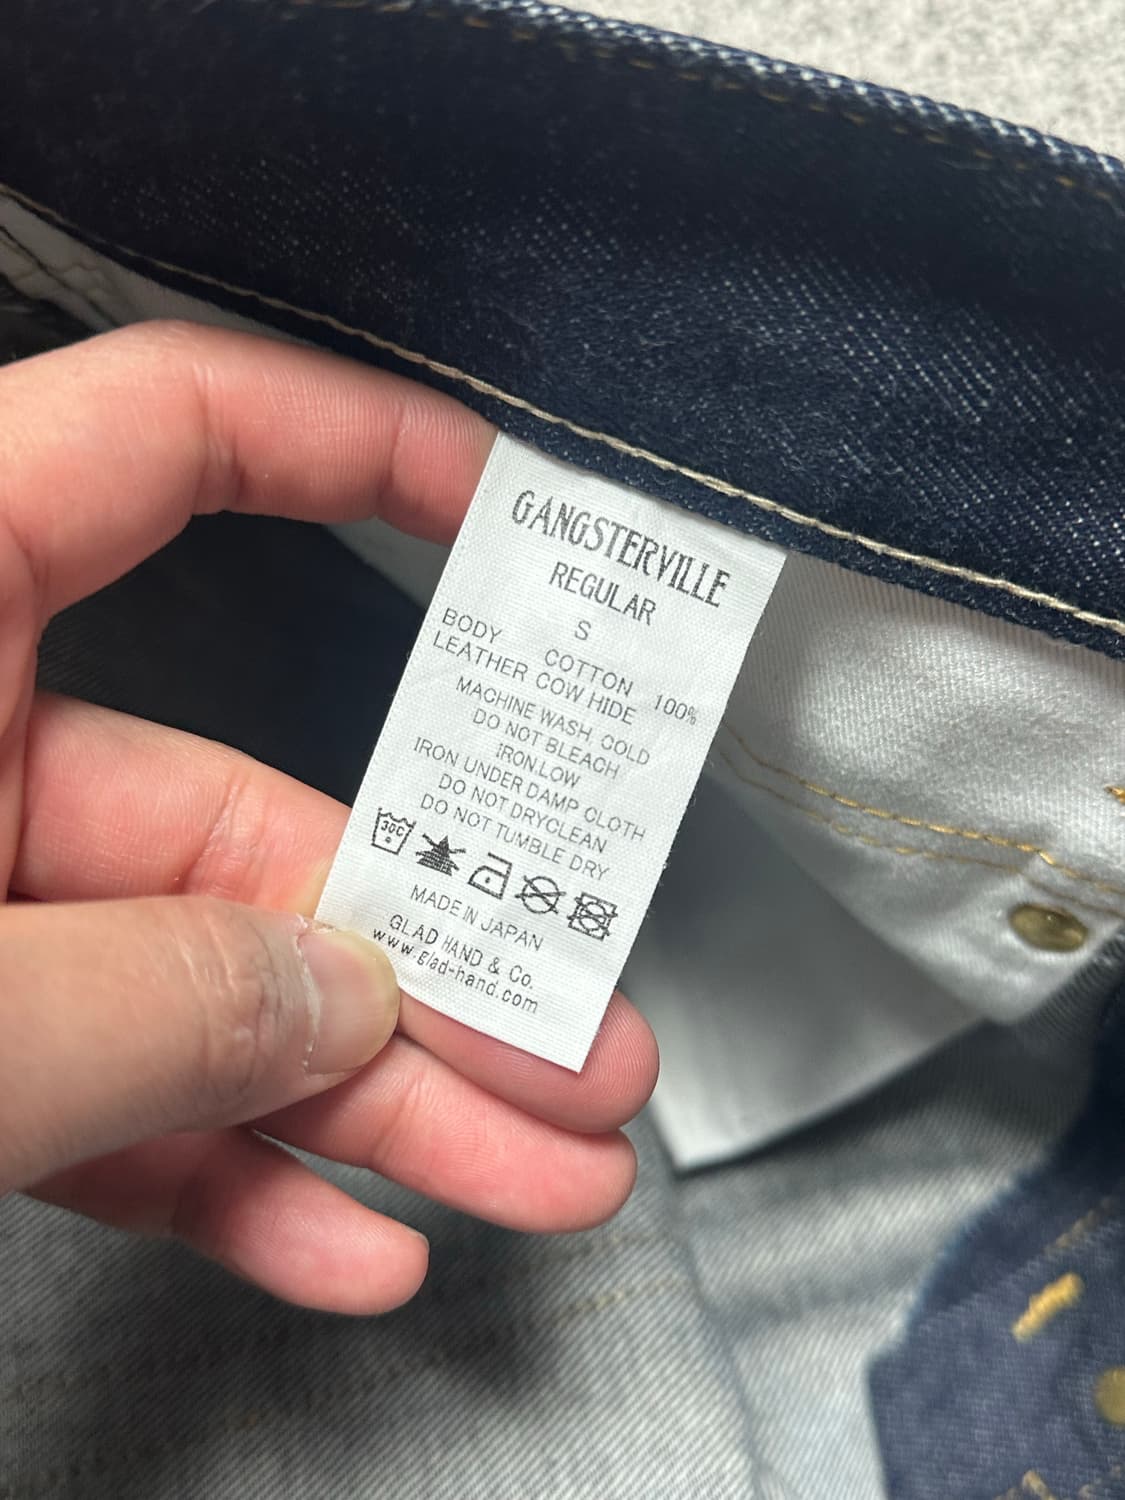 GANGSTERVILLE
REGULAR
S
BODY COTTON 100%
LEATHER COW HIDE
MACHINE WASH, COLD
DO NOT BLEACH
IRON.LOW
IRON UNDER DAMP CLOTH
DO NOT DRYCLEAN
DO NOT TUMBLE DRY
30C
MADE IN JAPAN
GLAD HAND & Co.
www.glad-hand.com